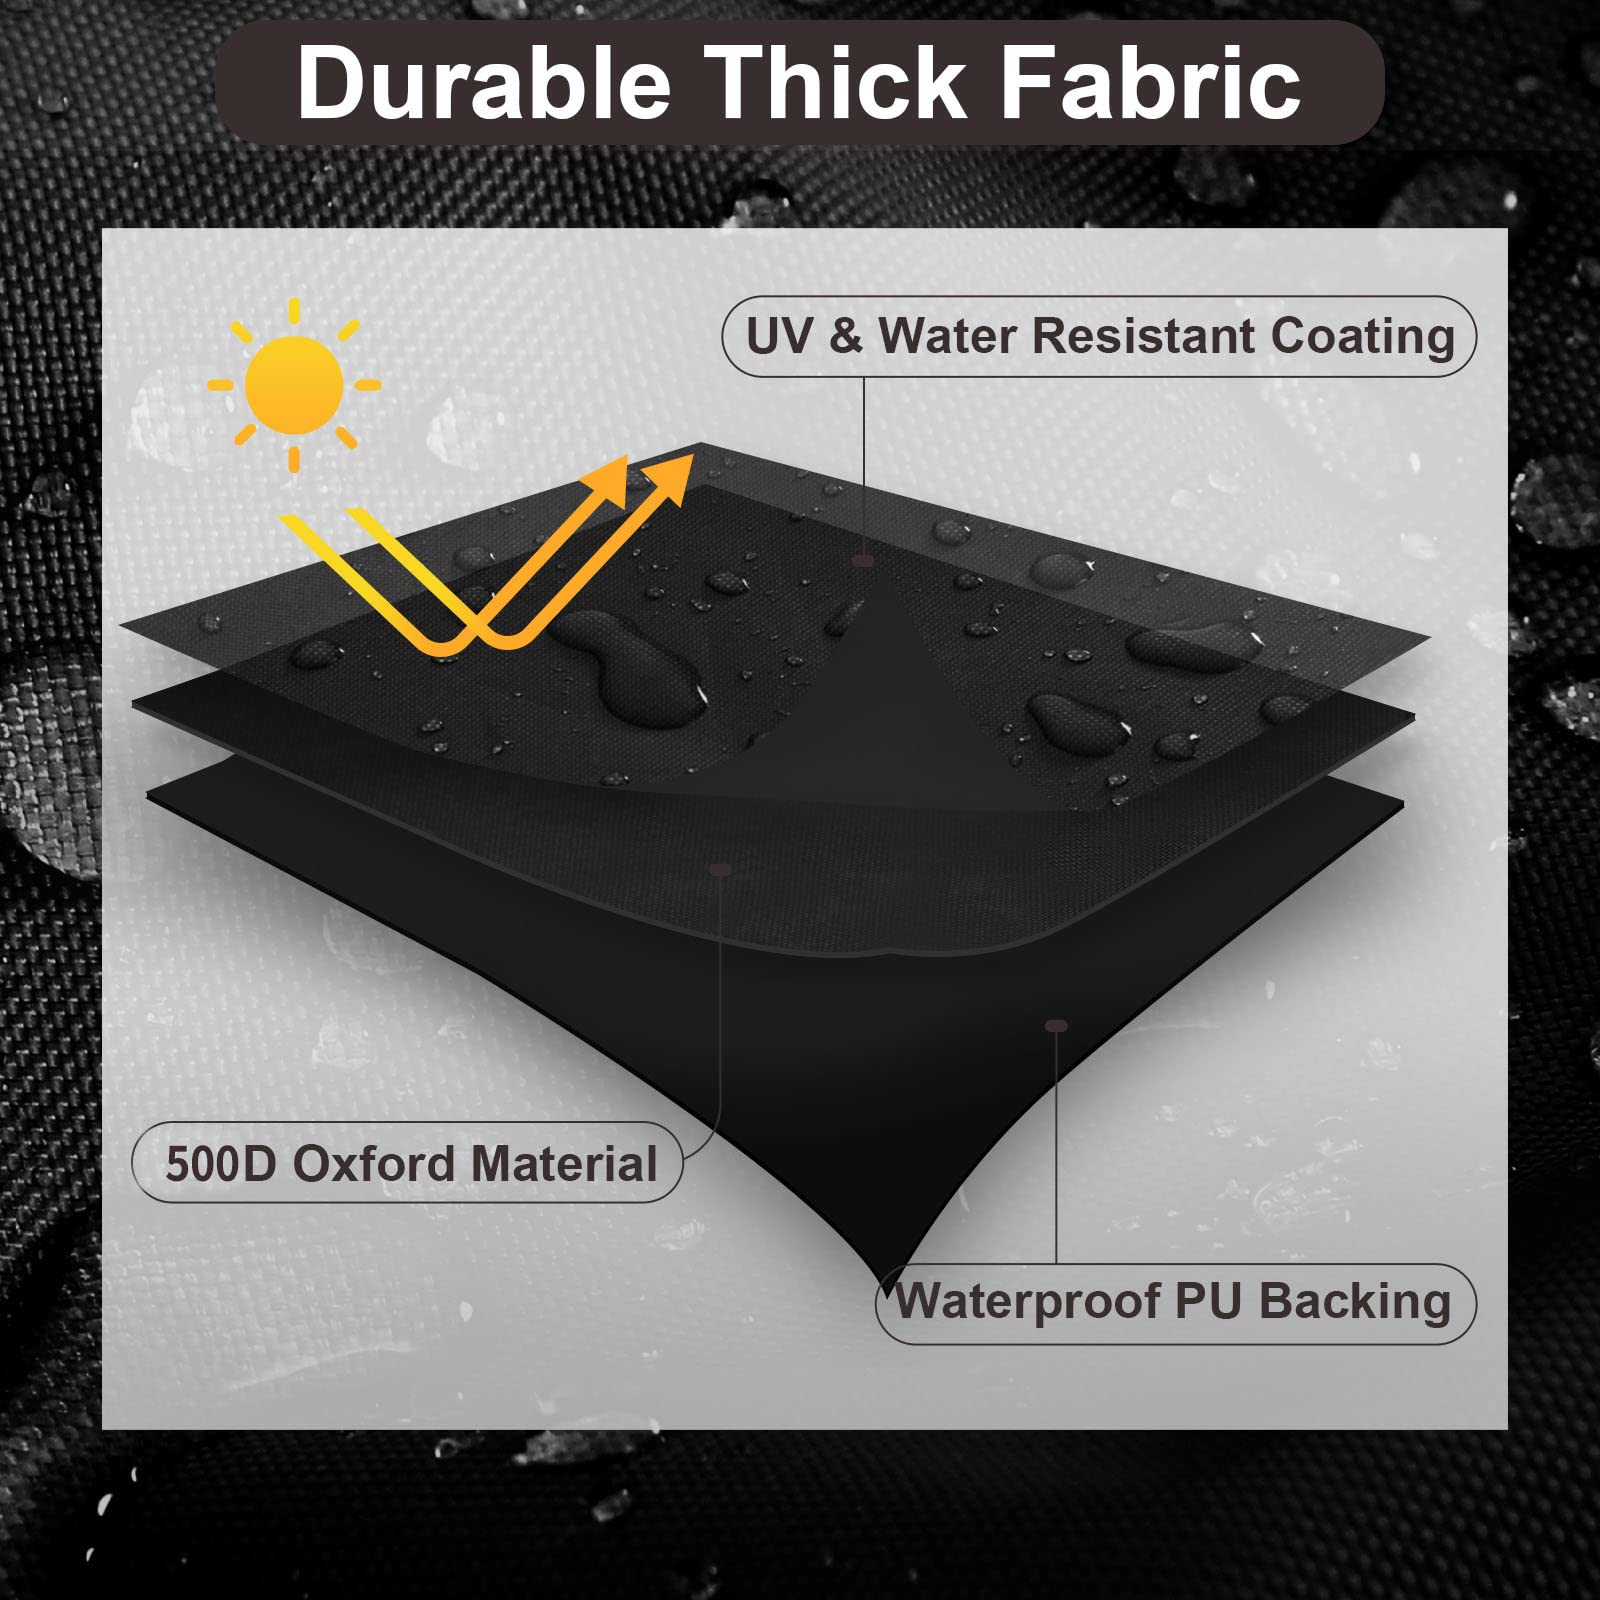 Durable Thick Fabric
UV & Water Resistant Coating
500D Oxford Material
Waterproof PU Backing